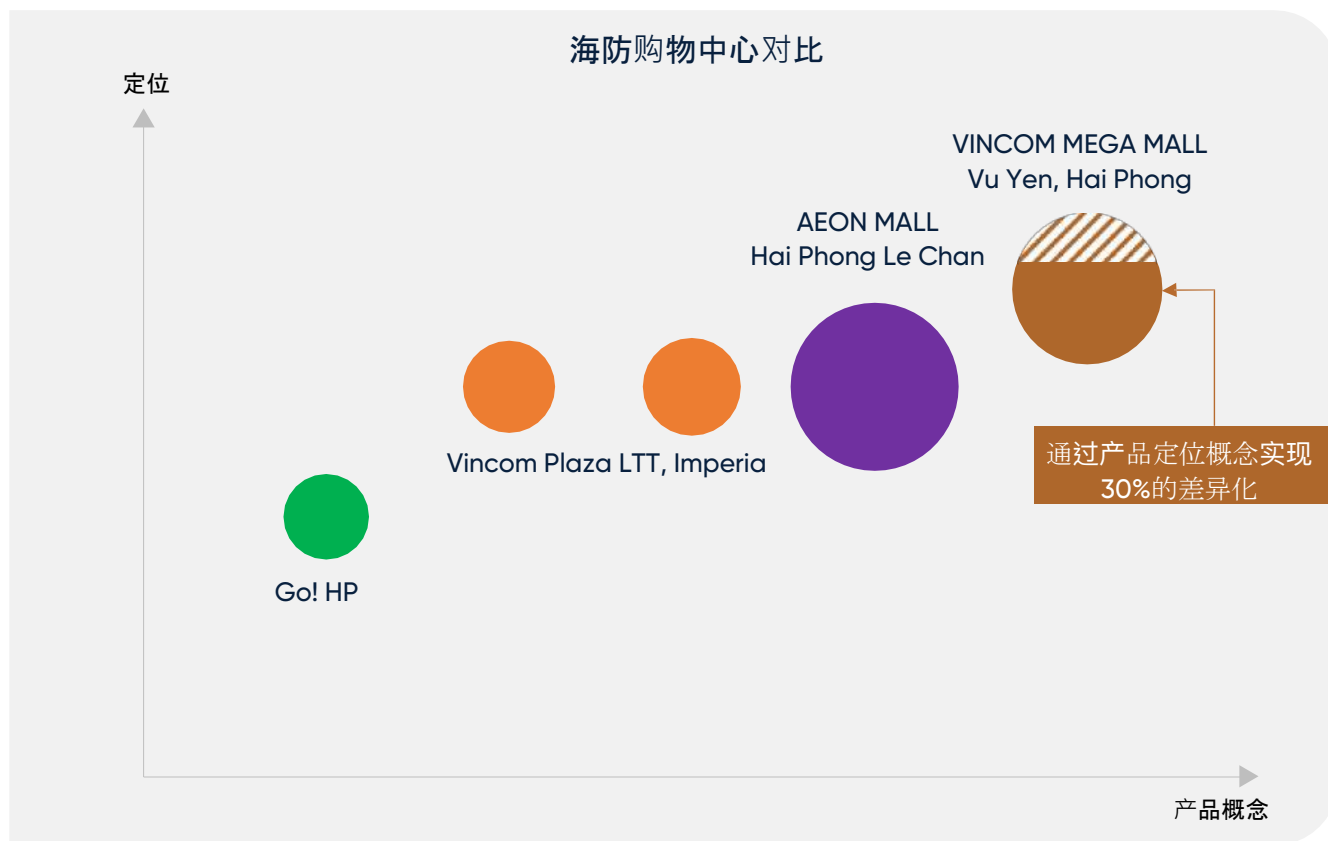 海防购物中心对比
定位
VINCOM MEGA MALL
Vu Yen, Hai Phong
AEON MALL
Hai Phong Le Chan
Vincom Plaza LTT, Imperia
通过产品定位概念实现
30%的差异化
Go! HP
产品概念